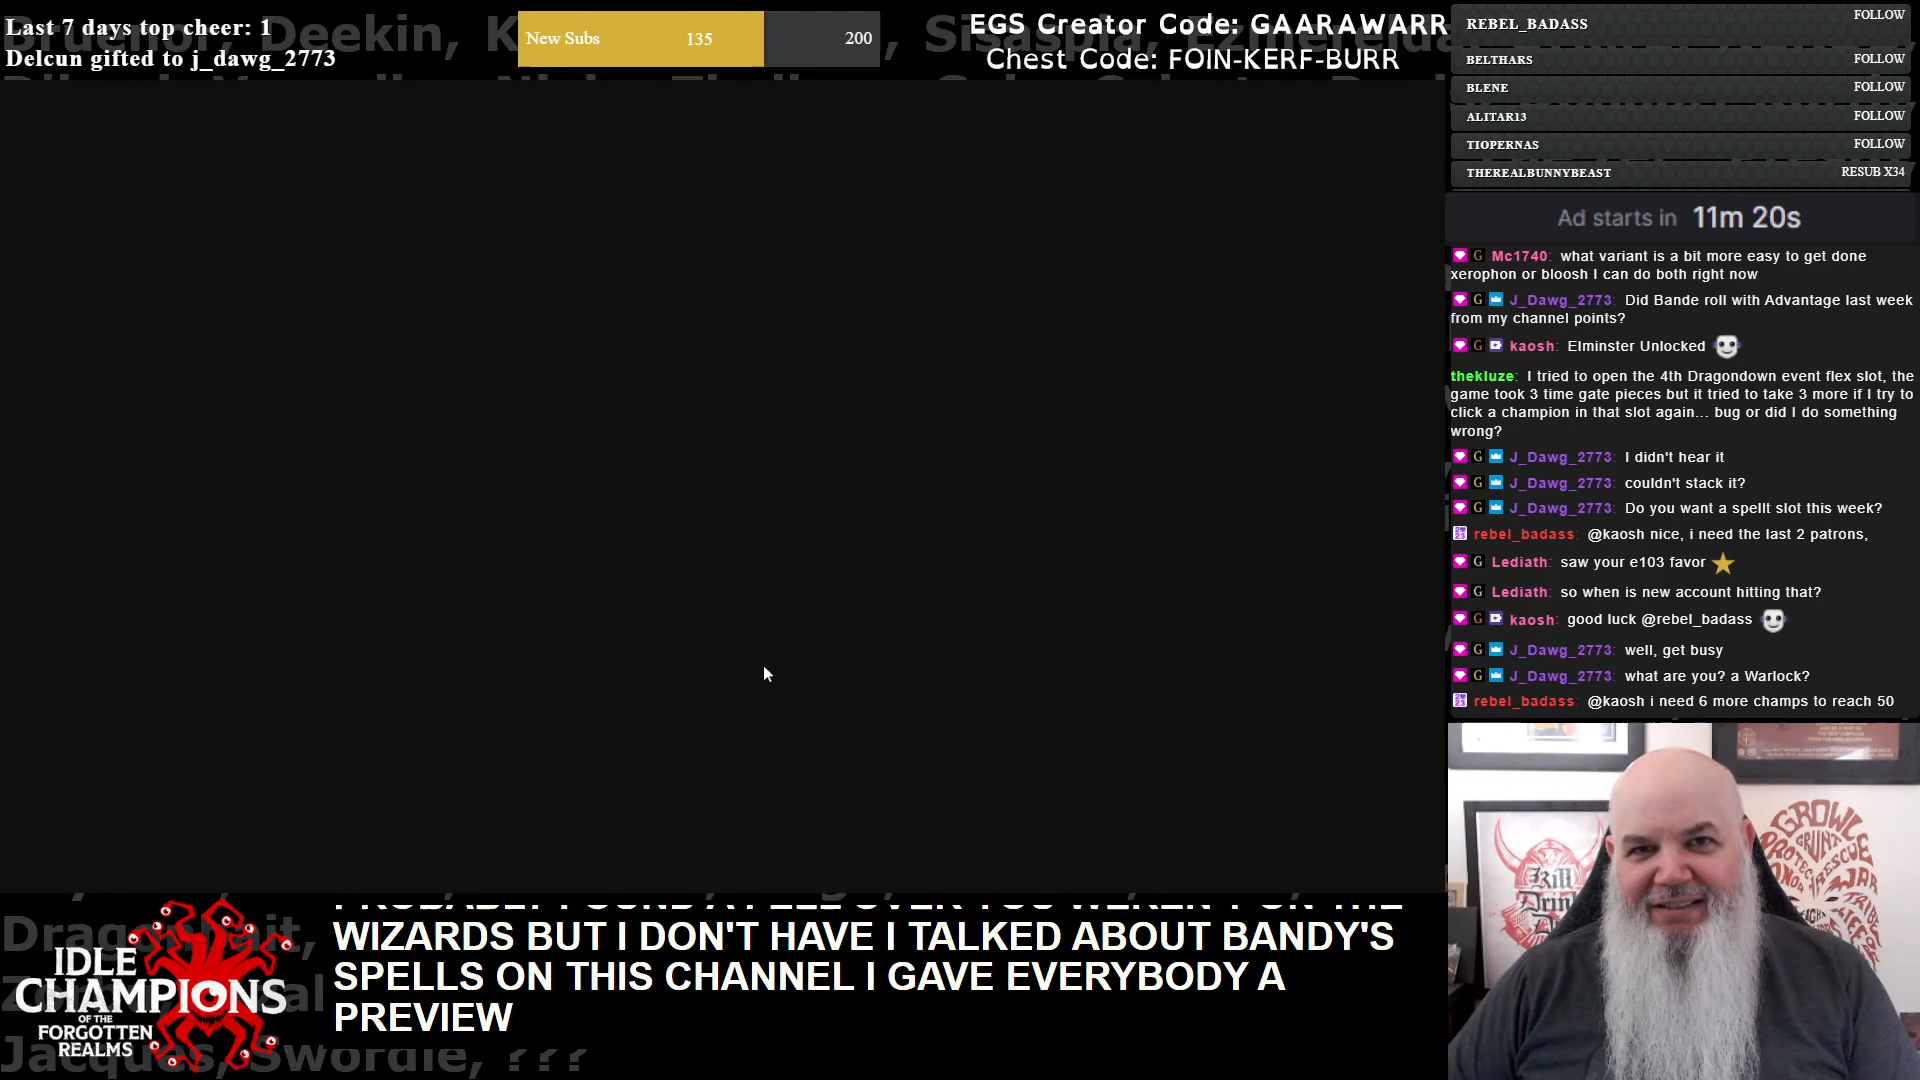 Last 7 days top cheer: 1
Delcun gifted to j_dawg_2773
New Subs 135 200
EGS Creator Code: GAARAWARR
Chest Code: FOIN-KERF-BURR
REBEL_BADASS FOLLOW
BELTHARS FOLLOW
BLENE FOLLOW
ALITAR13 FOLLOW
TIOPERNAS FOLLOW
THEREALBUNNYBEAST RESUB X34
Ad starts in 11m 20s
Mc1740: what variant is a bit more easy to get done
xerophon or bloosh I can do both right now
J_Dawg_2773: Did Bande roll with Advantage last week
from my channel points?
kaosh: Elminster Unlocked
thekluze: I tried to open the 4th Dragondown event flex slot, the
game took 3 time gate pieces but it tried to take 3 more if I try to
click a champion in that slot again... bug or did I do something
wrong?
J_Dawg_2773: I didn't hear it
J_Dawg_2773: couldn't stack it?
J_Dawg_2773: Do you want a spellt slot this week?
rebel_badass: @kaosh nice, i need the last 2 patrons,
Lediath: saw your e103 favor
Lediath: so when is new account hitting that?
kaosh: good luck @rebel_badass
J_Dawg_2773: well, get busy
J_Dawg_2773: what are you? a Warlock?
rebel_badass: @kaosh i need 6 more champs to reach 50
WIZARDS BUT I DON'T HAVE I TALKED ABOUT BANDY'S
SPELLS ON THIS CHANNEL I GAVE EVERYBODY A
PREVIEW
IDLE
CHAMPIONS
OF THE
FORGOTTEN
REALMS
Jacques, Swordie, ???
Kill
Drink
GROWL
GRUNT